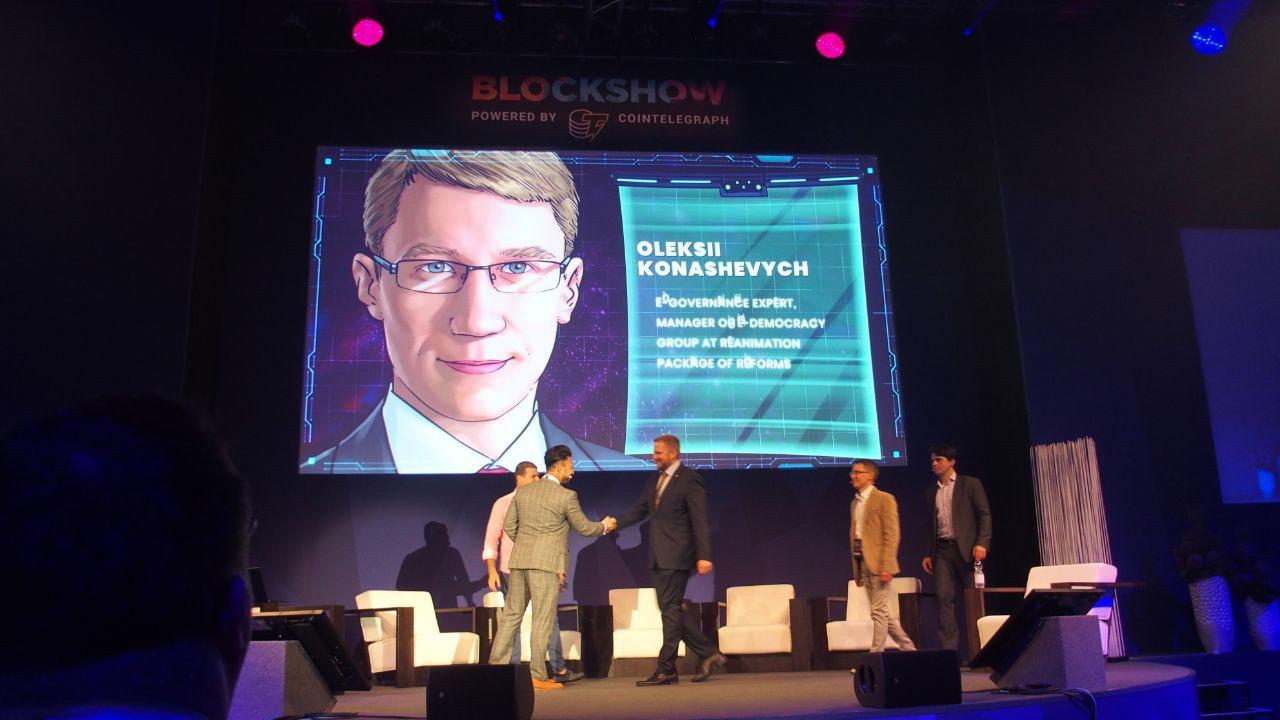 BLOCKSHOW
POWERED BY COINTELEGRAPH
OLEKSII
KONASHEVYCH
E-GOVERNANCE EXPERT,
MANAGER OF E-DEMOCRACY
GROUP AT REANIMATION
PACKAGE OF REFORMS